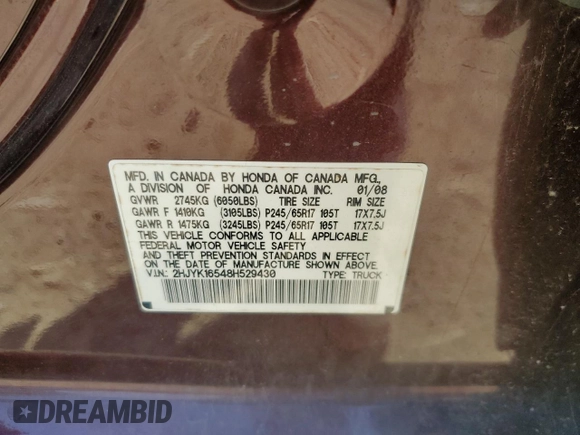 MFD. IN CANADA BY HONDA OF CANADA MFG.,
A DIVISION OF HONDA CANADA INC. 01/08
GVWR 2745KG (6050LBS) TIRE SIZE RIM SIZE
GAWR F 1410KG (3105LBS) P245/65R17 105T 17X7.5J
GAWR R 1475KG (3245LBS) P245/65R17 105T 17X7.5J
THIS VEHICLE CONFORMS TO ALL APPLICABLE
FEDERAL MOTOR VEHICLE SAFETY
AND THEFT PREVENTION STANDARDS IN EFFECT
ON THE DATE OF MANUFACTURE SHOWN ABOVE.
V.I.N.: 2HJYK16548H529430 TYPE: TRUCK
DREAMBID